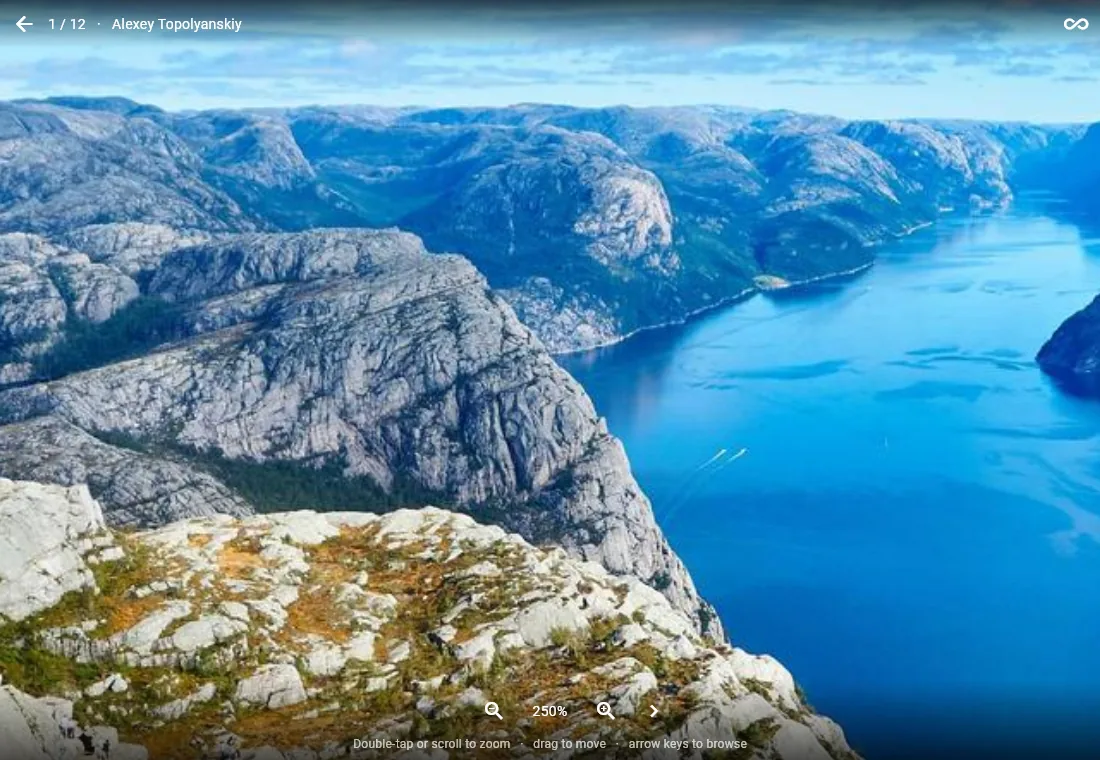 1 / 12 · Alexey Topolyanskiy
250%
Double-tap or scroll to zoom · drag to move · arrow keys to browse